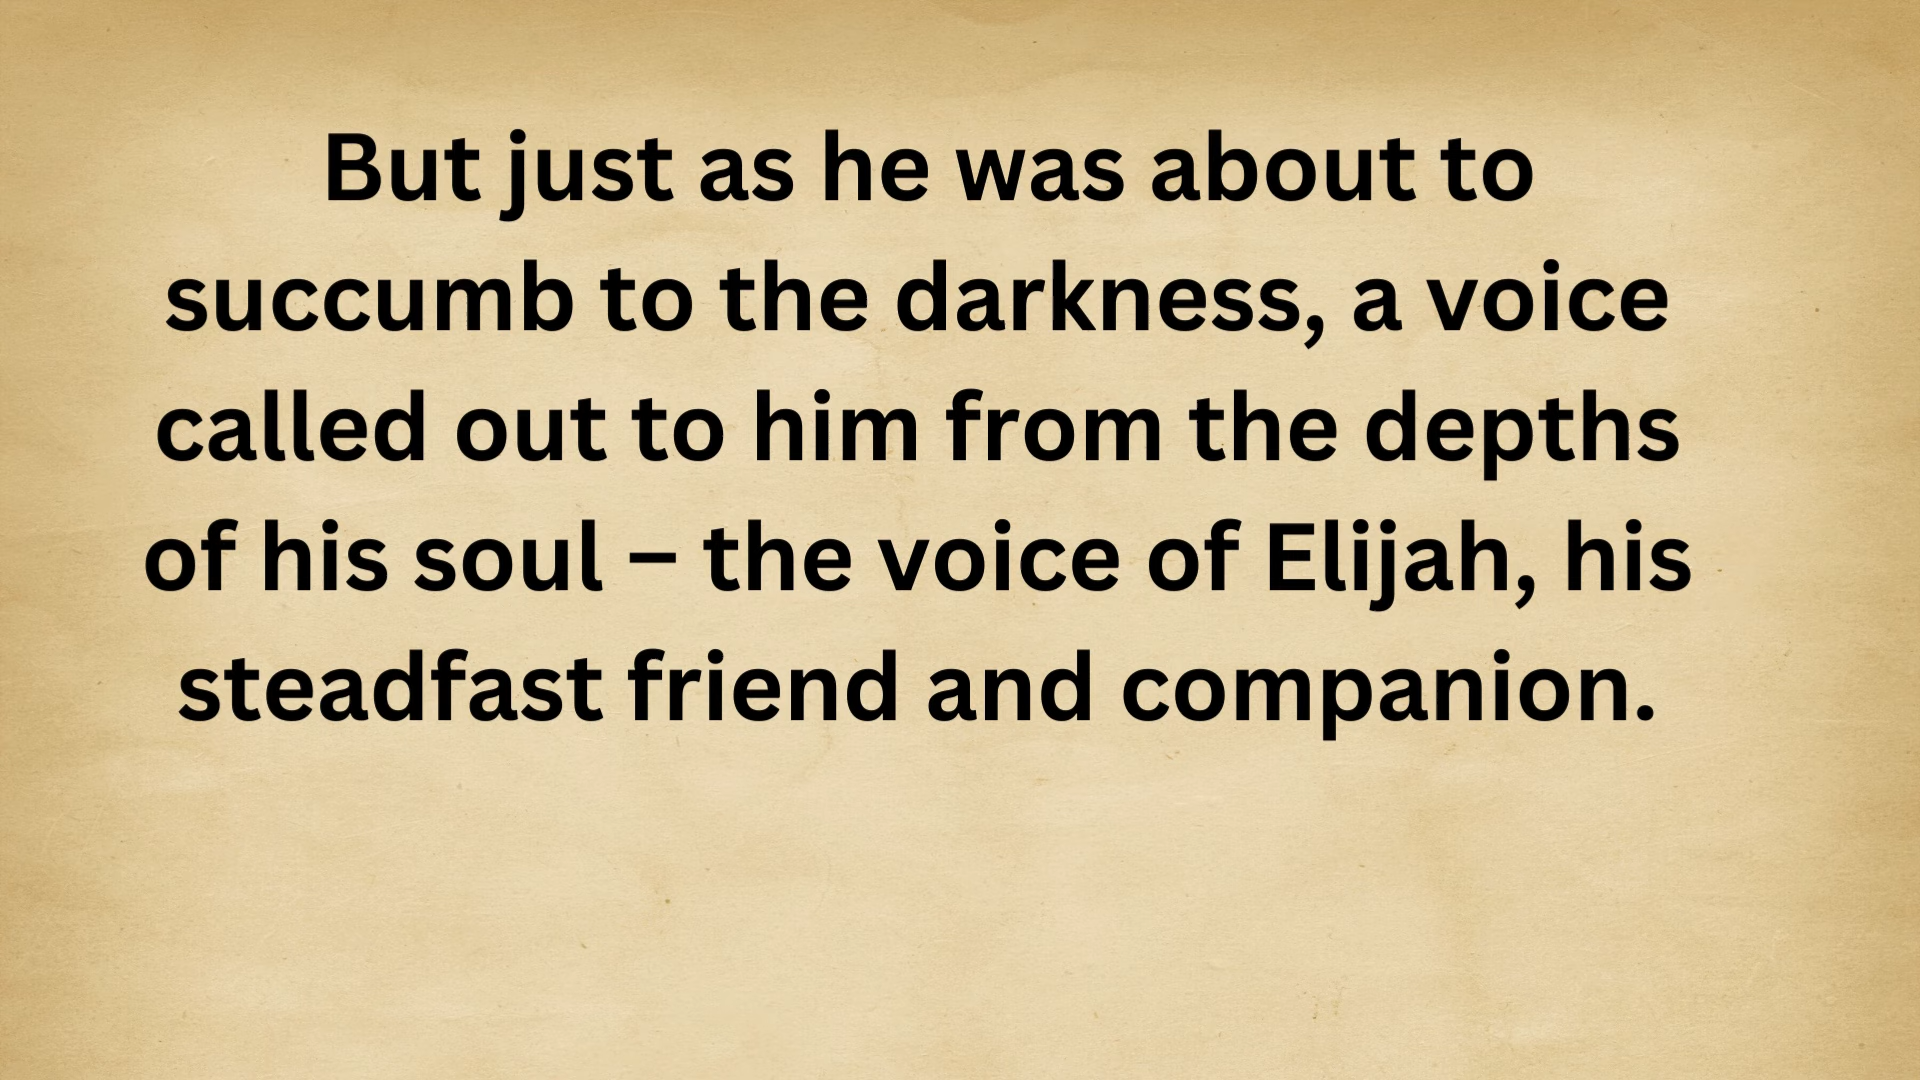 But just as he was about to
succumb to the darkness, a voice
called out to him from the depths
of his soul – the voice of Elijah, his
steadfast friend and companion.